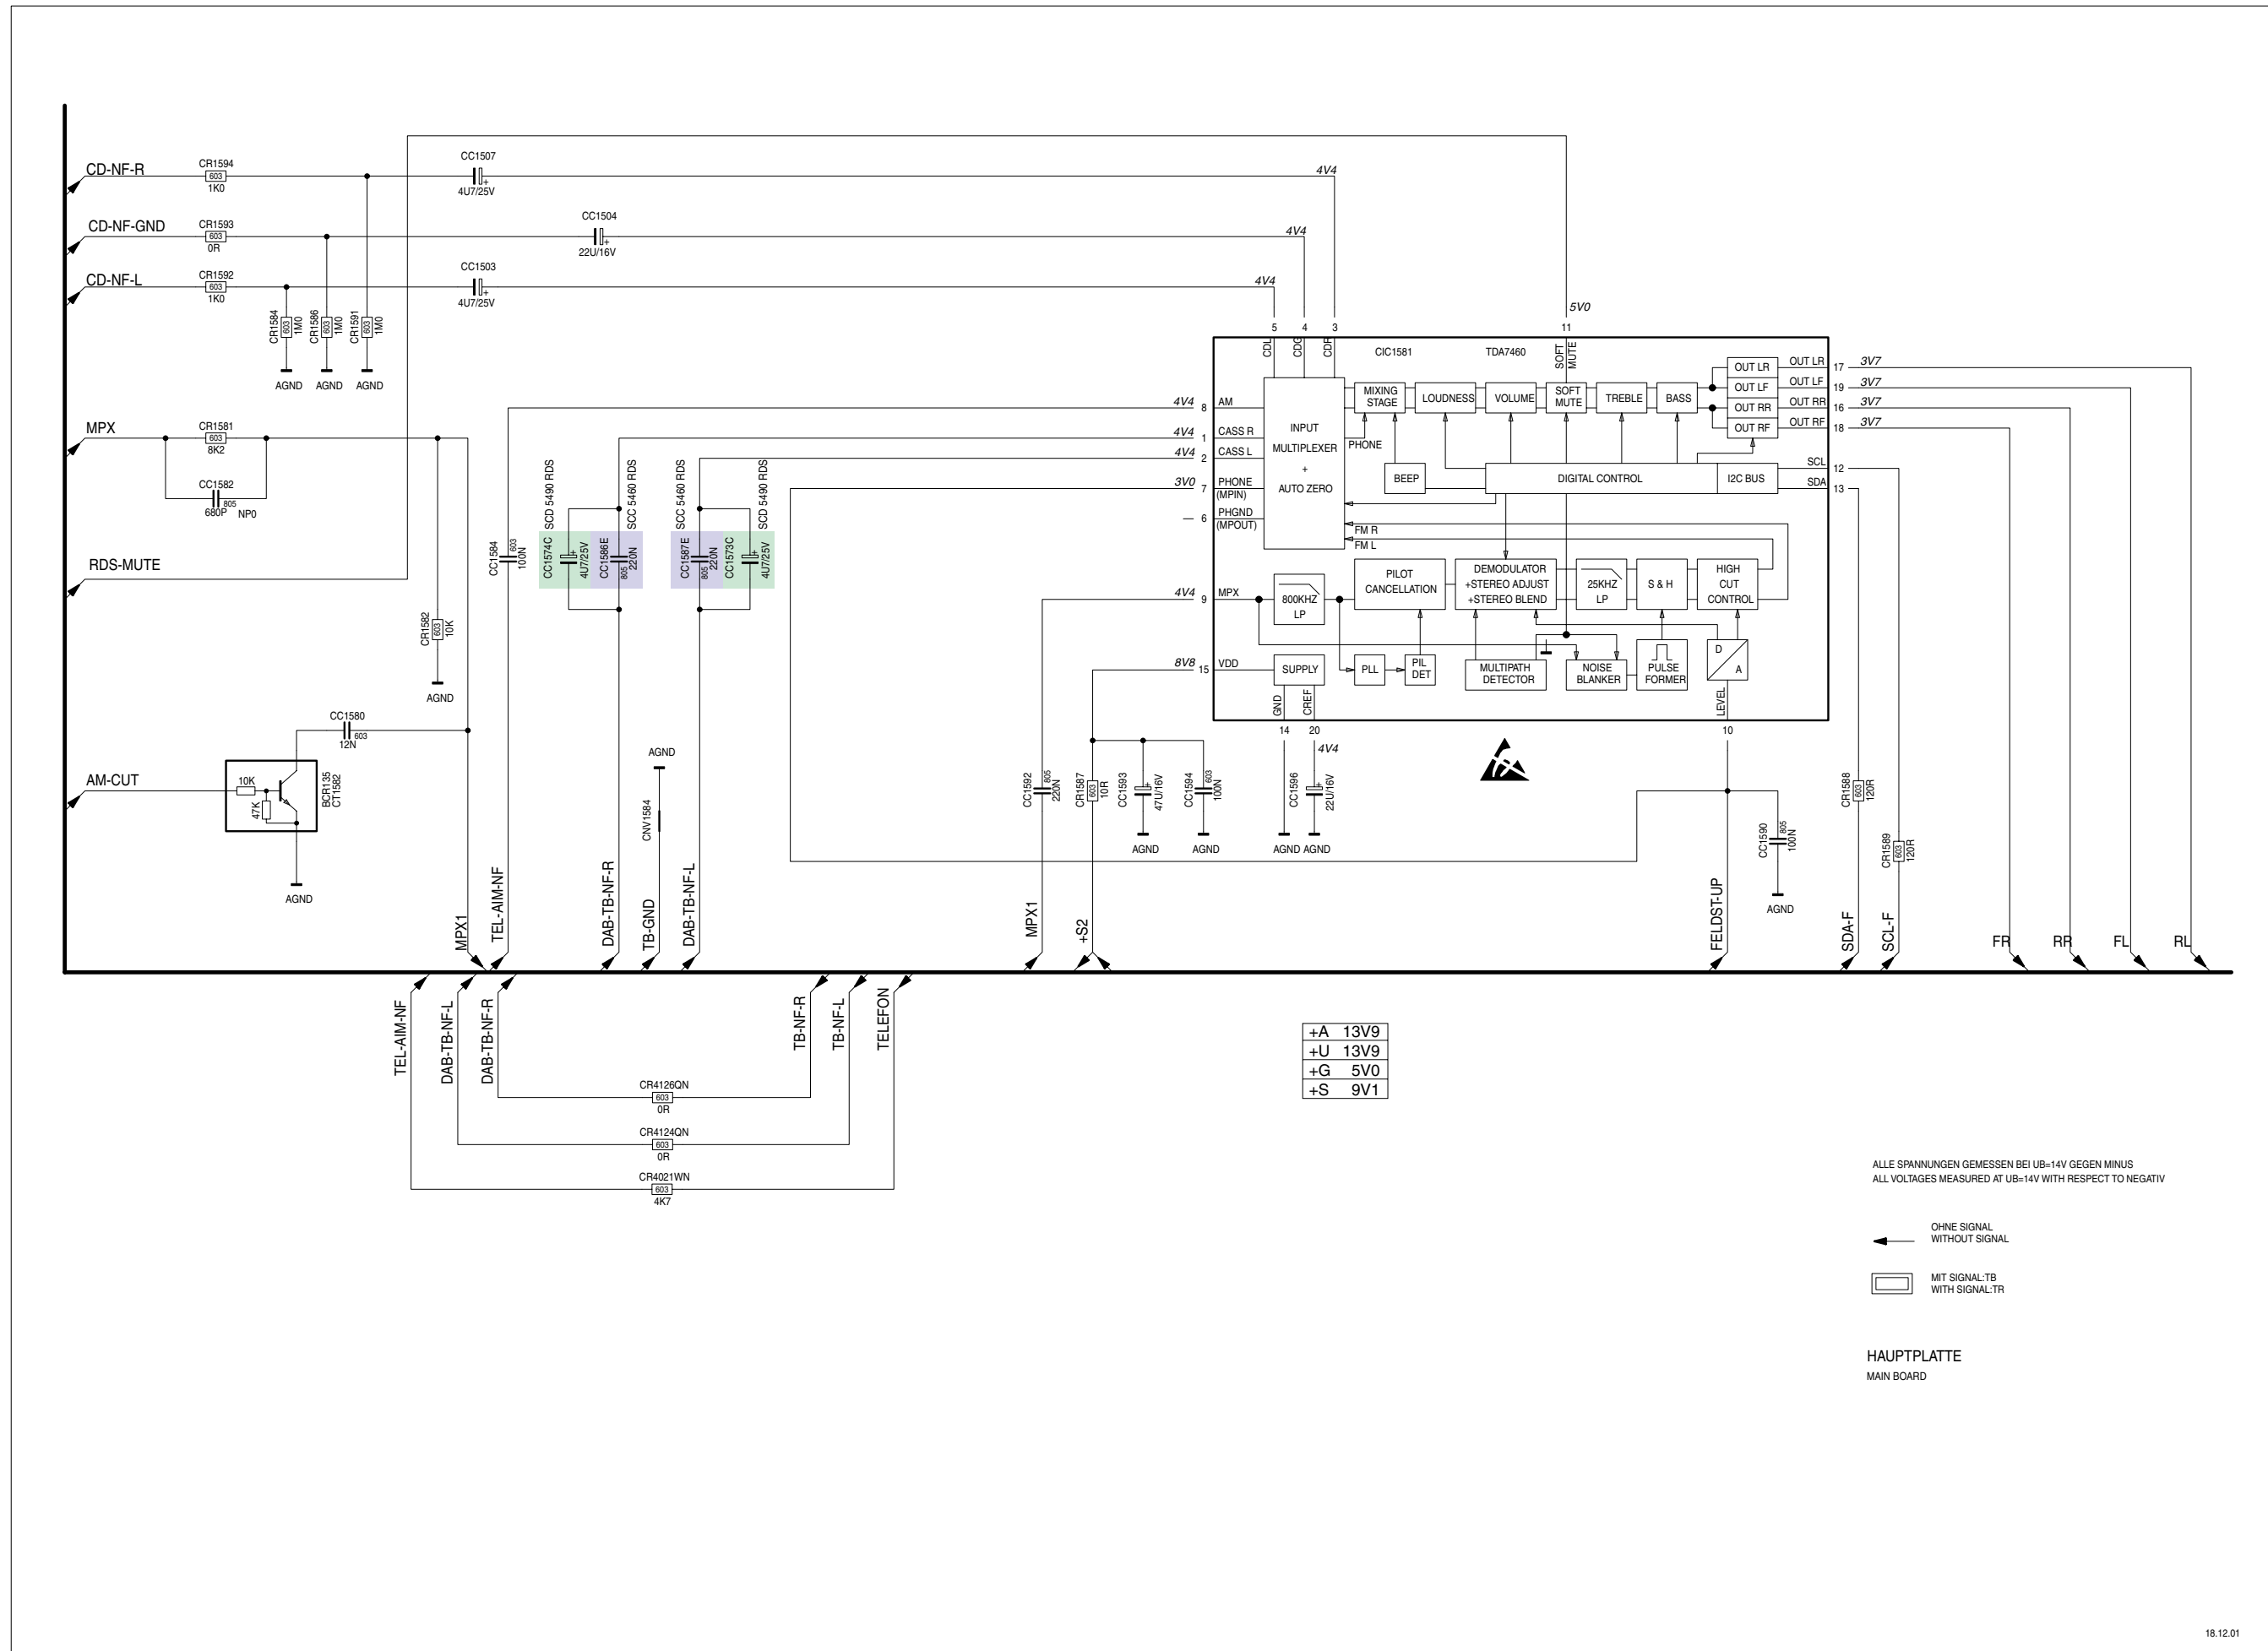 CD-NF-R
CR1594
603
1K0
CC1507
+
4U7/25V
4V4
CD-NF-GND
CR1593
603
0R
CC1504
+
22U/16V
4V4
CD-NF-L
CR1592
603
1K0
CC1503
+
4U7/25V
4V4
CR1584
603
1M0
CR1586
603
1M0
CR1591
603
1M0
AGND
AGND
AGND
5V0
5
4
3
11
CDL
CDG
CDR
CIC1581
TDA7460
SOFT
MUTE
MPX
CR1581
603
8K2
CC1582
805
680P
NP0
RDS-MUTE
CR1582
603
10K
AGND
CC1580
603
12N
AM-CUT
10K
47K
BCR135
CT1582
AGND
MPX1
TEL-AIM-NF
CC1584
603
100N
SCD 5490 RDS
CC1574C
+
4U7/25V
SCC 5460 RDS
CC1586E
805
220N
SCC 5460 RDS
CC1587E
805
220N
SCD 5490 RDS
CC1573C
+
4U7/25V
DAB-TB-NF-R
AGND
CNV1584
TB-GND
DAB-TB-NF-L
4V4 8 AM
4V4 1 CASS R
4V4 2 CASS L
3V0 7 PHONE
(MPIN)
6 PHGND
(MPOUT)
4V4 9 MPX
8V8 15 VDD
INPUT
MULTIPLEXER
+
AUTO ZERO
MIXING
STAGE
LOUDNESS
VOLUME
SOFT
MUTE
TREBLE
BASS
OUT LR
OUT LF
OUT RR
OUT RF
OUT LR 17 3V7
OUT LF 19 3V7
OUT RR 16 3V7
OUT RF 18 3V7
PHONE
BEEP
DIGITAL CONTROL
I2C BUS
SCL 12
SDA 13
FM R
FM L
800KHZ
LP
PILOT
CANCELLATION
DEMODULATOR
+STEREO ADJUST
+STEREO BLEND
25KHZ
LP
S & H
HIGH
CUT
CONTROL
SUPPLY
PLL
PIL
DET
MULTIPATH
DETECTOR
NOISE
BLANKER
PULSE
FORMER
D
A
GND
CREF
LEVEL
14
20
10
4V4
MPX1
CC1592
805
220N
+S2
CR1587
603
10R
CC1593
+
47U/16V
AGND
CC1594
603
100N
AGND
CC1596
+
22U/16V
AGND AGND
FELDST-UP
CC1590
805
100N
AGND
CR1588
603
120R
SDA-F
CR1589
603
120R
SCL-F
FR
RR
FL
RL
TEL-AIM-NF
DAB-TB-NF-L
DAB-TB-NF-R
TB-NF-R
TB-NF-L
TELEFON
CR4126QN
603
0R
CR4124QN
603
0R
CR4021WN
603
4K7
+A 13V9
+U 13V9
+G 5V0
+S 9V1
ALLE SPANNUNGEN GEMESSEN BEI UB=14V GEGEN MINUS
ALL VOLTAGES MEASURED AT UB=14V WITH RESPECT TO NEGATIV
OHNE SIGNAL
WITHOUT SIGNAL
MIT SIGNAL:TB
WITH SIGNAL:TR
HAUPTPLATTE
MAIN BOARD
18.12.01